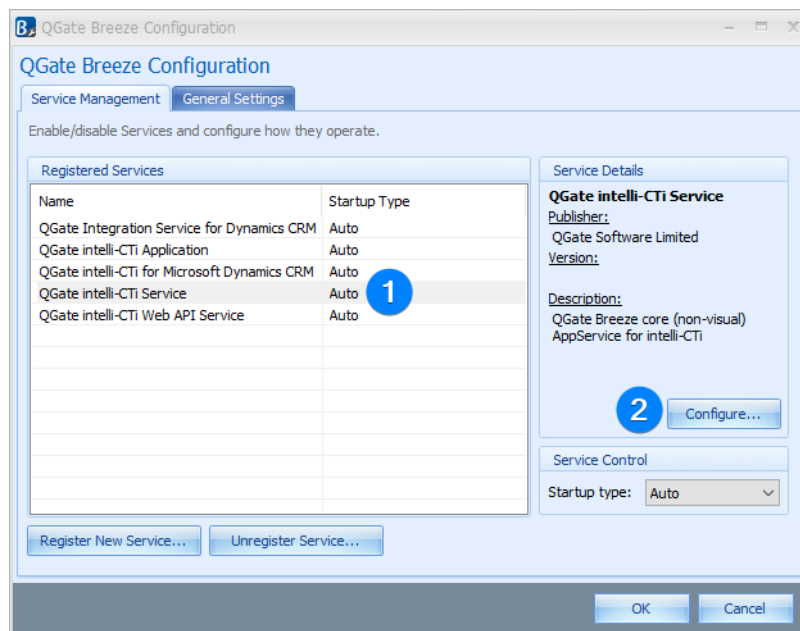 QGate Breeze Configuration
QGate Breeze Configuration
Service Management
General Settings
Enable/disable Services and configure how they operate.
Registered Services
Name Startup Type
QGate Integration Service for Dynamics CRM Auto
QGate intelli-CTi Application Auto
QGate intelli-CTi for Microsoft Dynamics CRM Auto
QGate intelli-CTi Service Auto
1
QGate intelli-CTi Web API Service Auto
Service Details
QGate intelli-CTi Service
Publisher:
QGate Software Limited
Version:
Description:
QGate Breeze core (non-visual)
AppService for intelli-CTi
2
Configure...
Service Control
Startup type: Auto
Register New Service...
Unregister Service...
OK
Cancel